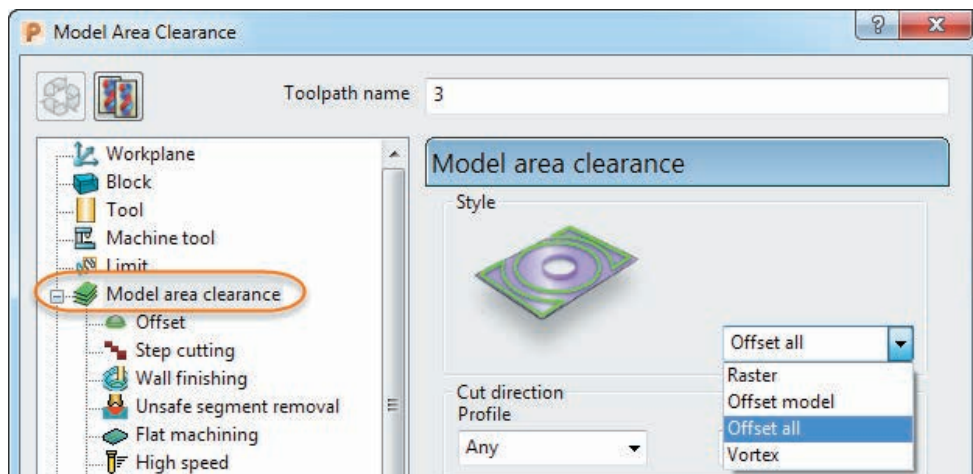 Model Area Clearance
Toolpath name 3
Workplane
Block
Tool
Machine tool
Limit
Model area clearance
Offset
Step cutting
Wall finishing
Unsafe segment removal
Flat machining
High speed
Model area clearance
Style
Offset all
Raster
Offset model
Offset all
Vortex
Cut direction
Profile
Any